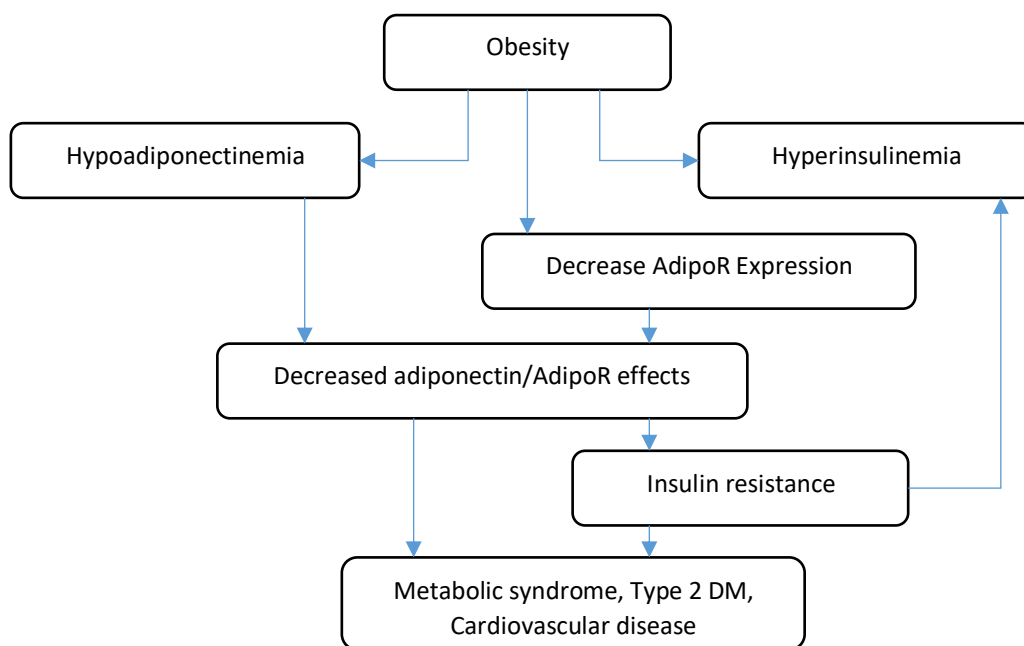 Obesity
Hypoadiponectinemia
Hyperinsulinemia
Decrease AdipoR Expression
Decreased adiponectin/AdipoR effects
Insulin resistance
Metabolic syndrome, Type 2 DM,
Cardiovascular disease